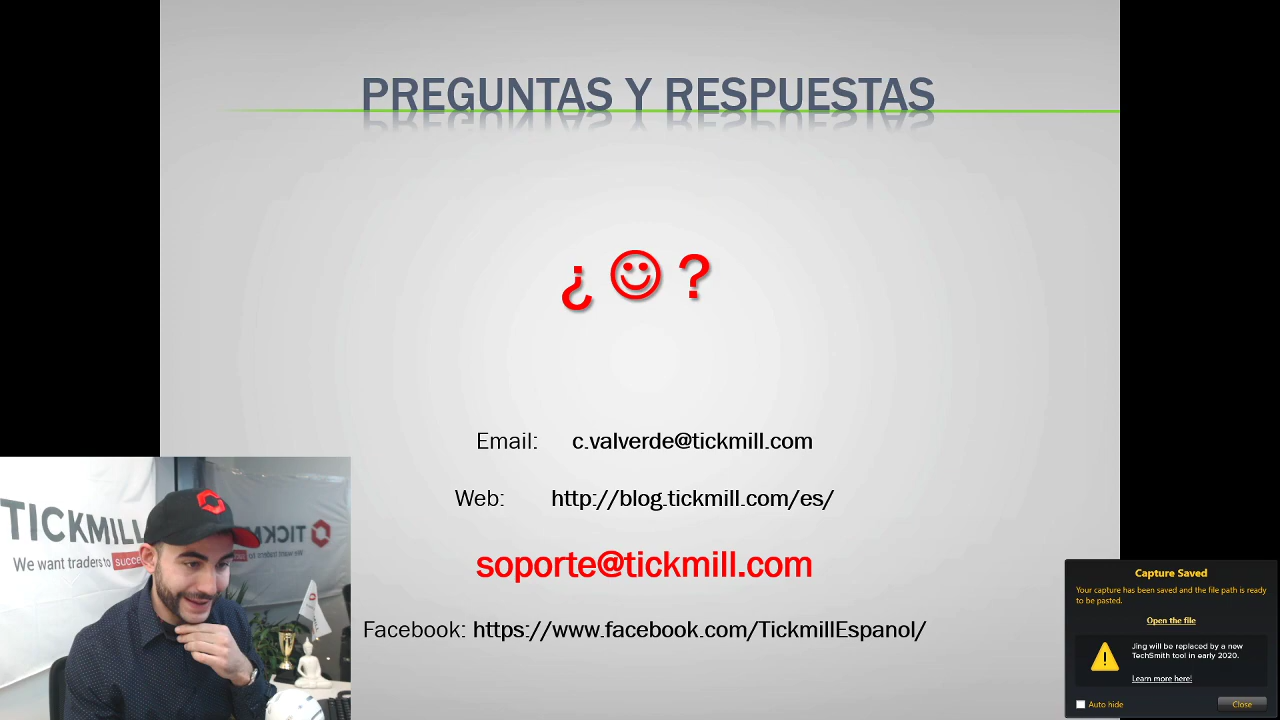 PREGUNTAS Y RESPUESTAS
¿ ☺ ?
Email: c.valverde@tickmill.com
Web: http://blog.tickmill.com/es/
soporte@tickmill.com
Facebook: https://www.facebook.com/TickmillEspanol/
TICKMILL
We want traders to succe
TICKM
Capture Saved
Your capture has been saved and the file path is ready
to be pasted.
Open the file
Jing will be replaced by a new
TechSmith tool in early 2020.
Learn more here!
Auto hide
Close